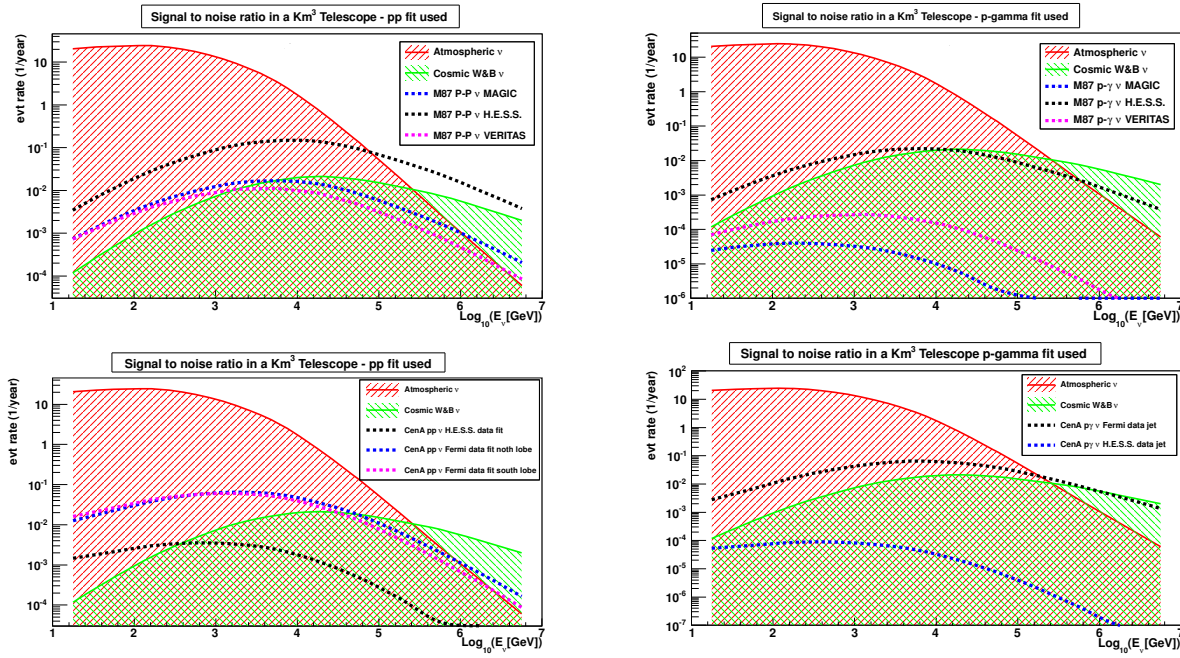 Signal to noise ratio in a Km³ Telescope - pp fit used
evt rate (1/year)
10
1
10⁻¹
10⁻²
10⁻³
10⁻⁴
Atmospheric ν
Cosmic W&B ν
M87 P-P ν MAGIC
M87 P-P ν H.E.S.S.
M87 P-P ν VERITAS
1 2 3 4 5 6 7
Log₁₀(Eᵥ[GeV])
Signal to noise ratio in a Km³ Telescope - p-gamma fit used
evt rate (1/year)
10
1
10⁻¹
10⁻²
10⁻³
10⁻⁴
10⁻⁵
10⁻⁶
Atmospheric ν
Cosmic W&B ν
M87 p-γ ν MAGIC
M87 p-γ ν H.E.S.S.
M87 p-γ ν VERITAS
1 2 3 4 5 6 7
Log₁₀(Eᵥ[GeV])
Signal to noise ratio in a Km³ Telescope - pp fit used
evt rate (1/year)
10
1
10⁻¹
10⁻²
10⁻³
10⁻⁴
Atmospheric ν
Cosmic W&B ν
CenA pp ν H.E.S.S. data fit
CenA pp ν Fermi data fit noth lobe
CenA pp ν Fermi data fit south lobe
1 2 3 4 5 6 7
Log₁₀(Eᵥ[GeV])
Signal to noise ratio in a Km³ Telescope p-gamma fit used
evt rate (1/year)
10²
10
1
10⁻¹
10⁻²
10⁻³
10⁻⁴
10⁻⁵
10⁻⁶
10⁻⁷
Atmospheric ν
Cosmic W&B ν
CenA pγ ν Fermi data jet
CenA pγ ν H.E.S.S. data jet
1 2 3 4 5 6 7
Log₁₀(Eᵥ[GeV])